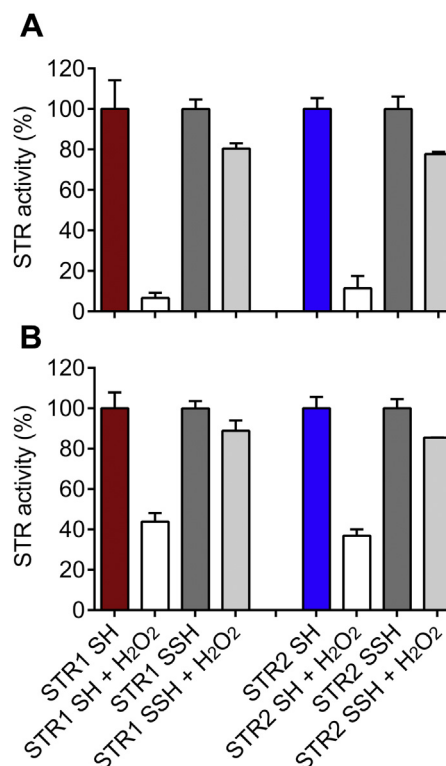 A
STR activity (%)
120
100
80
60
40
20
0
B
STR activity (%)
120
100
80
60
40
20
0
STR1 SH
STR1 SH + H₂O₂
STR1 SSH
STR1 SSH + H₂O₂
STR2 SH
STR2 SH + H₂O₂
STR2 SSH
STR2 SSH + H₂O₂